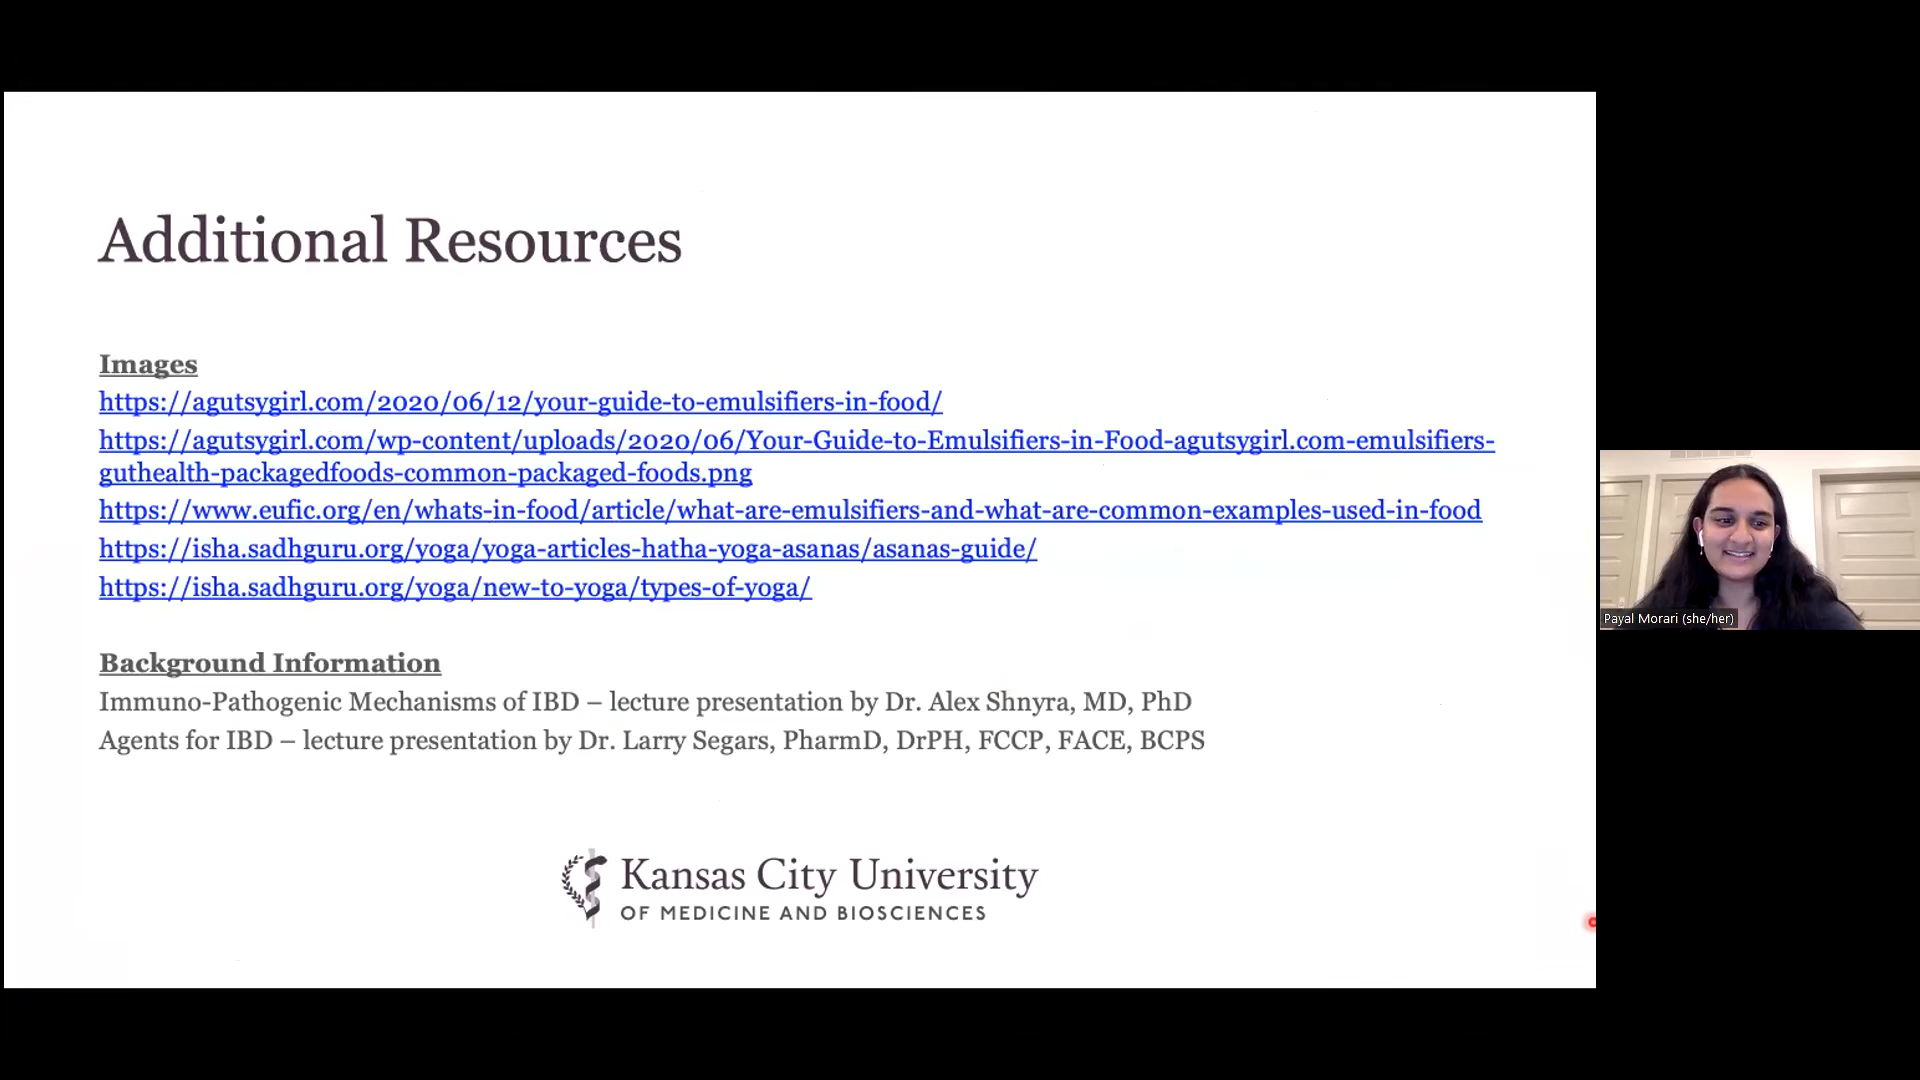 Additional Resources
Images
https://agutsygirl.com/2020/06/12/your-guide-to-emulsifiers-in-food/
https://agutsygirl.com/wp-content/uploads/2020/06/Your-Guide-to-Emulsifiers-in-Food-agutsygirl.com-emulsifiers-
guthealth-packagedfoods-common-packaged-foods.png
https://www.eufic.org/en/whats-in-food/article/what-are-emulsifiers-and-what-are-common-examples-used-in-food
https://isha.sadhguru.org/yoga/yoga-articles-hatha-yoga-asanas/asanas-guide/
https://isha.sadhguru.org/yoga/new-to-yoga/types-of-yoga/
Background Information
Immuno-Pathogenic Mechanisms of IBD – lecture presentation by Dr. Alex Shnyra, MD, PhD
Agents for IBD – lecture presentation by Dr. Larry Segars, PharmD, DrPH, FCCP, FACE, BCPS
Kansas City University
OF MEDICINE AND BIOSCIENCES
Payal Morari (she/her)